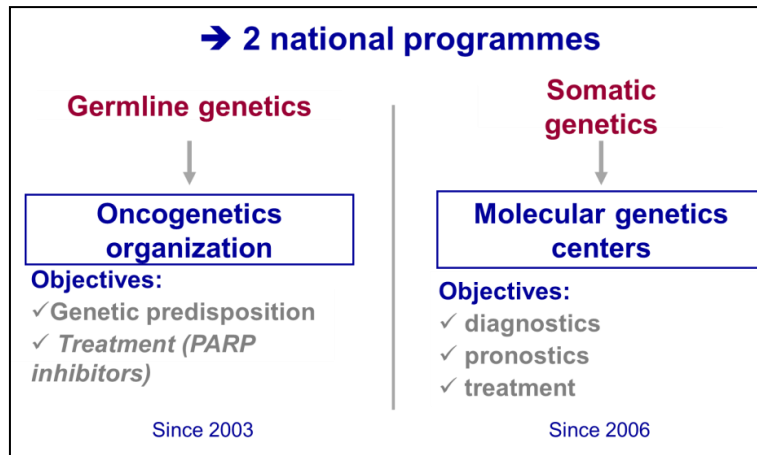 ➔ 2 national programmes
Germline genetics
Oncogenetics
organization
Objectives:
✓Genetic predisposition
✓ Treatment (PARP
inhibitors)
Since 2003
Somatic
genetics
Molecular genetics
centers
Objectives:
✓ diagnostics
✓ pronostics
✓ treatment
Since 2006